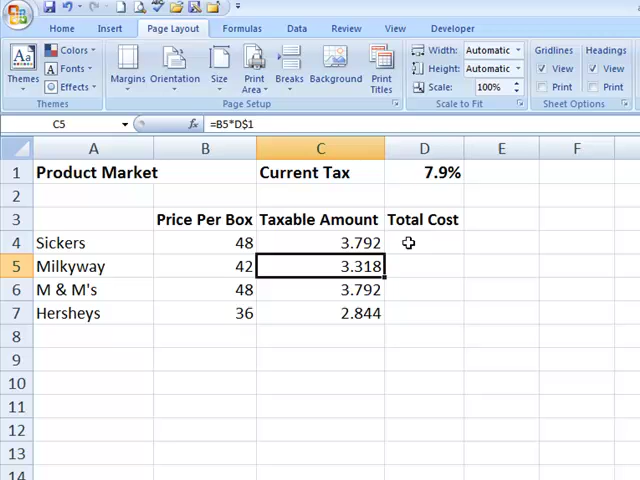 Home Insert Page Layout Formulas Data Review View Developer
Colors Width: Automatic Gridlines Headings
Fonts Height: Automatic View View
Themes Effects Margins Orientation Size Print Area Breaks Background Print Titles Scale: 100% Print Print
Themes Page Setup Scale to Fit Sheet Options
C5 fx =B5*D$1
A B C D E F
1 Product Market Current Tax 7.9%
2
3 Price Per Box Taxable Amount Total Cost
4 Sickers 48 3.792
5 Milkyway 42 3.318
6 M & M's 48 3.792
7 Hersheys 36 2.844
8
9
10
11
12
13
14